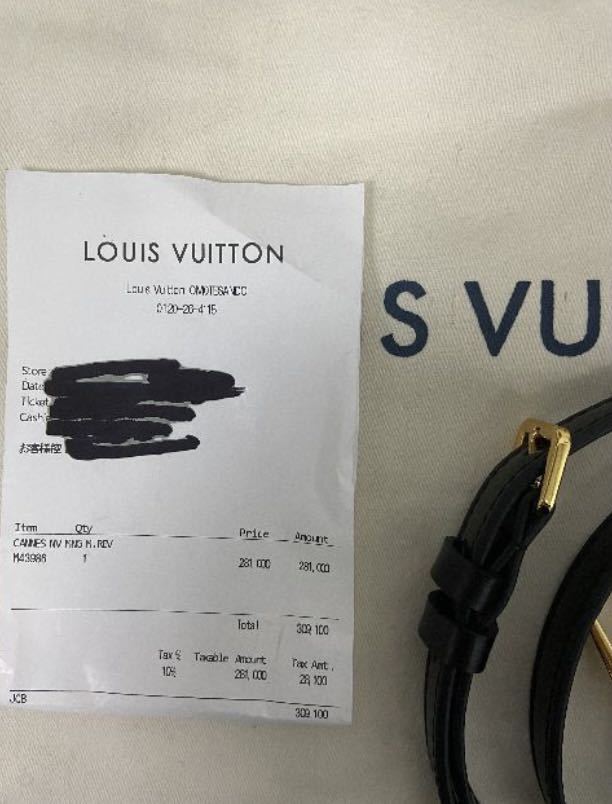 LOUIS VUITTON
Louis Vuitton OMOTESANDO
0120-26-4115
S VU
Store
Date
Ticket
Cash
お客様控
Item Qty Price Amount
CANNES NV MNG M.REV
M43986 1 281,000 281,000
Total 309,100
Tax% Taxable Amount Tax Amt.
10% 281,000 28,100
JCB 309,100